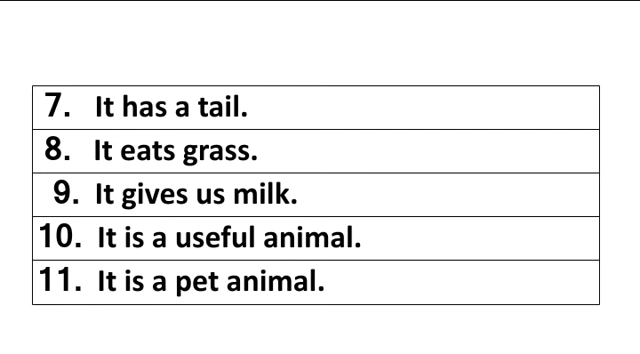 7. It has a tail.
8. It eats grass.
9. It gives us milk.
10. It is a useful animal.
11. It is a pet animal.